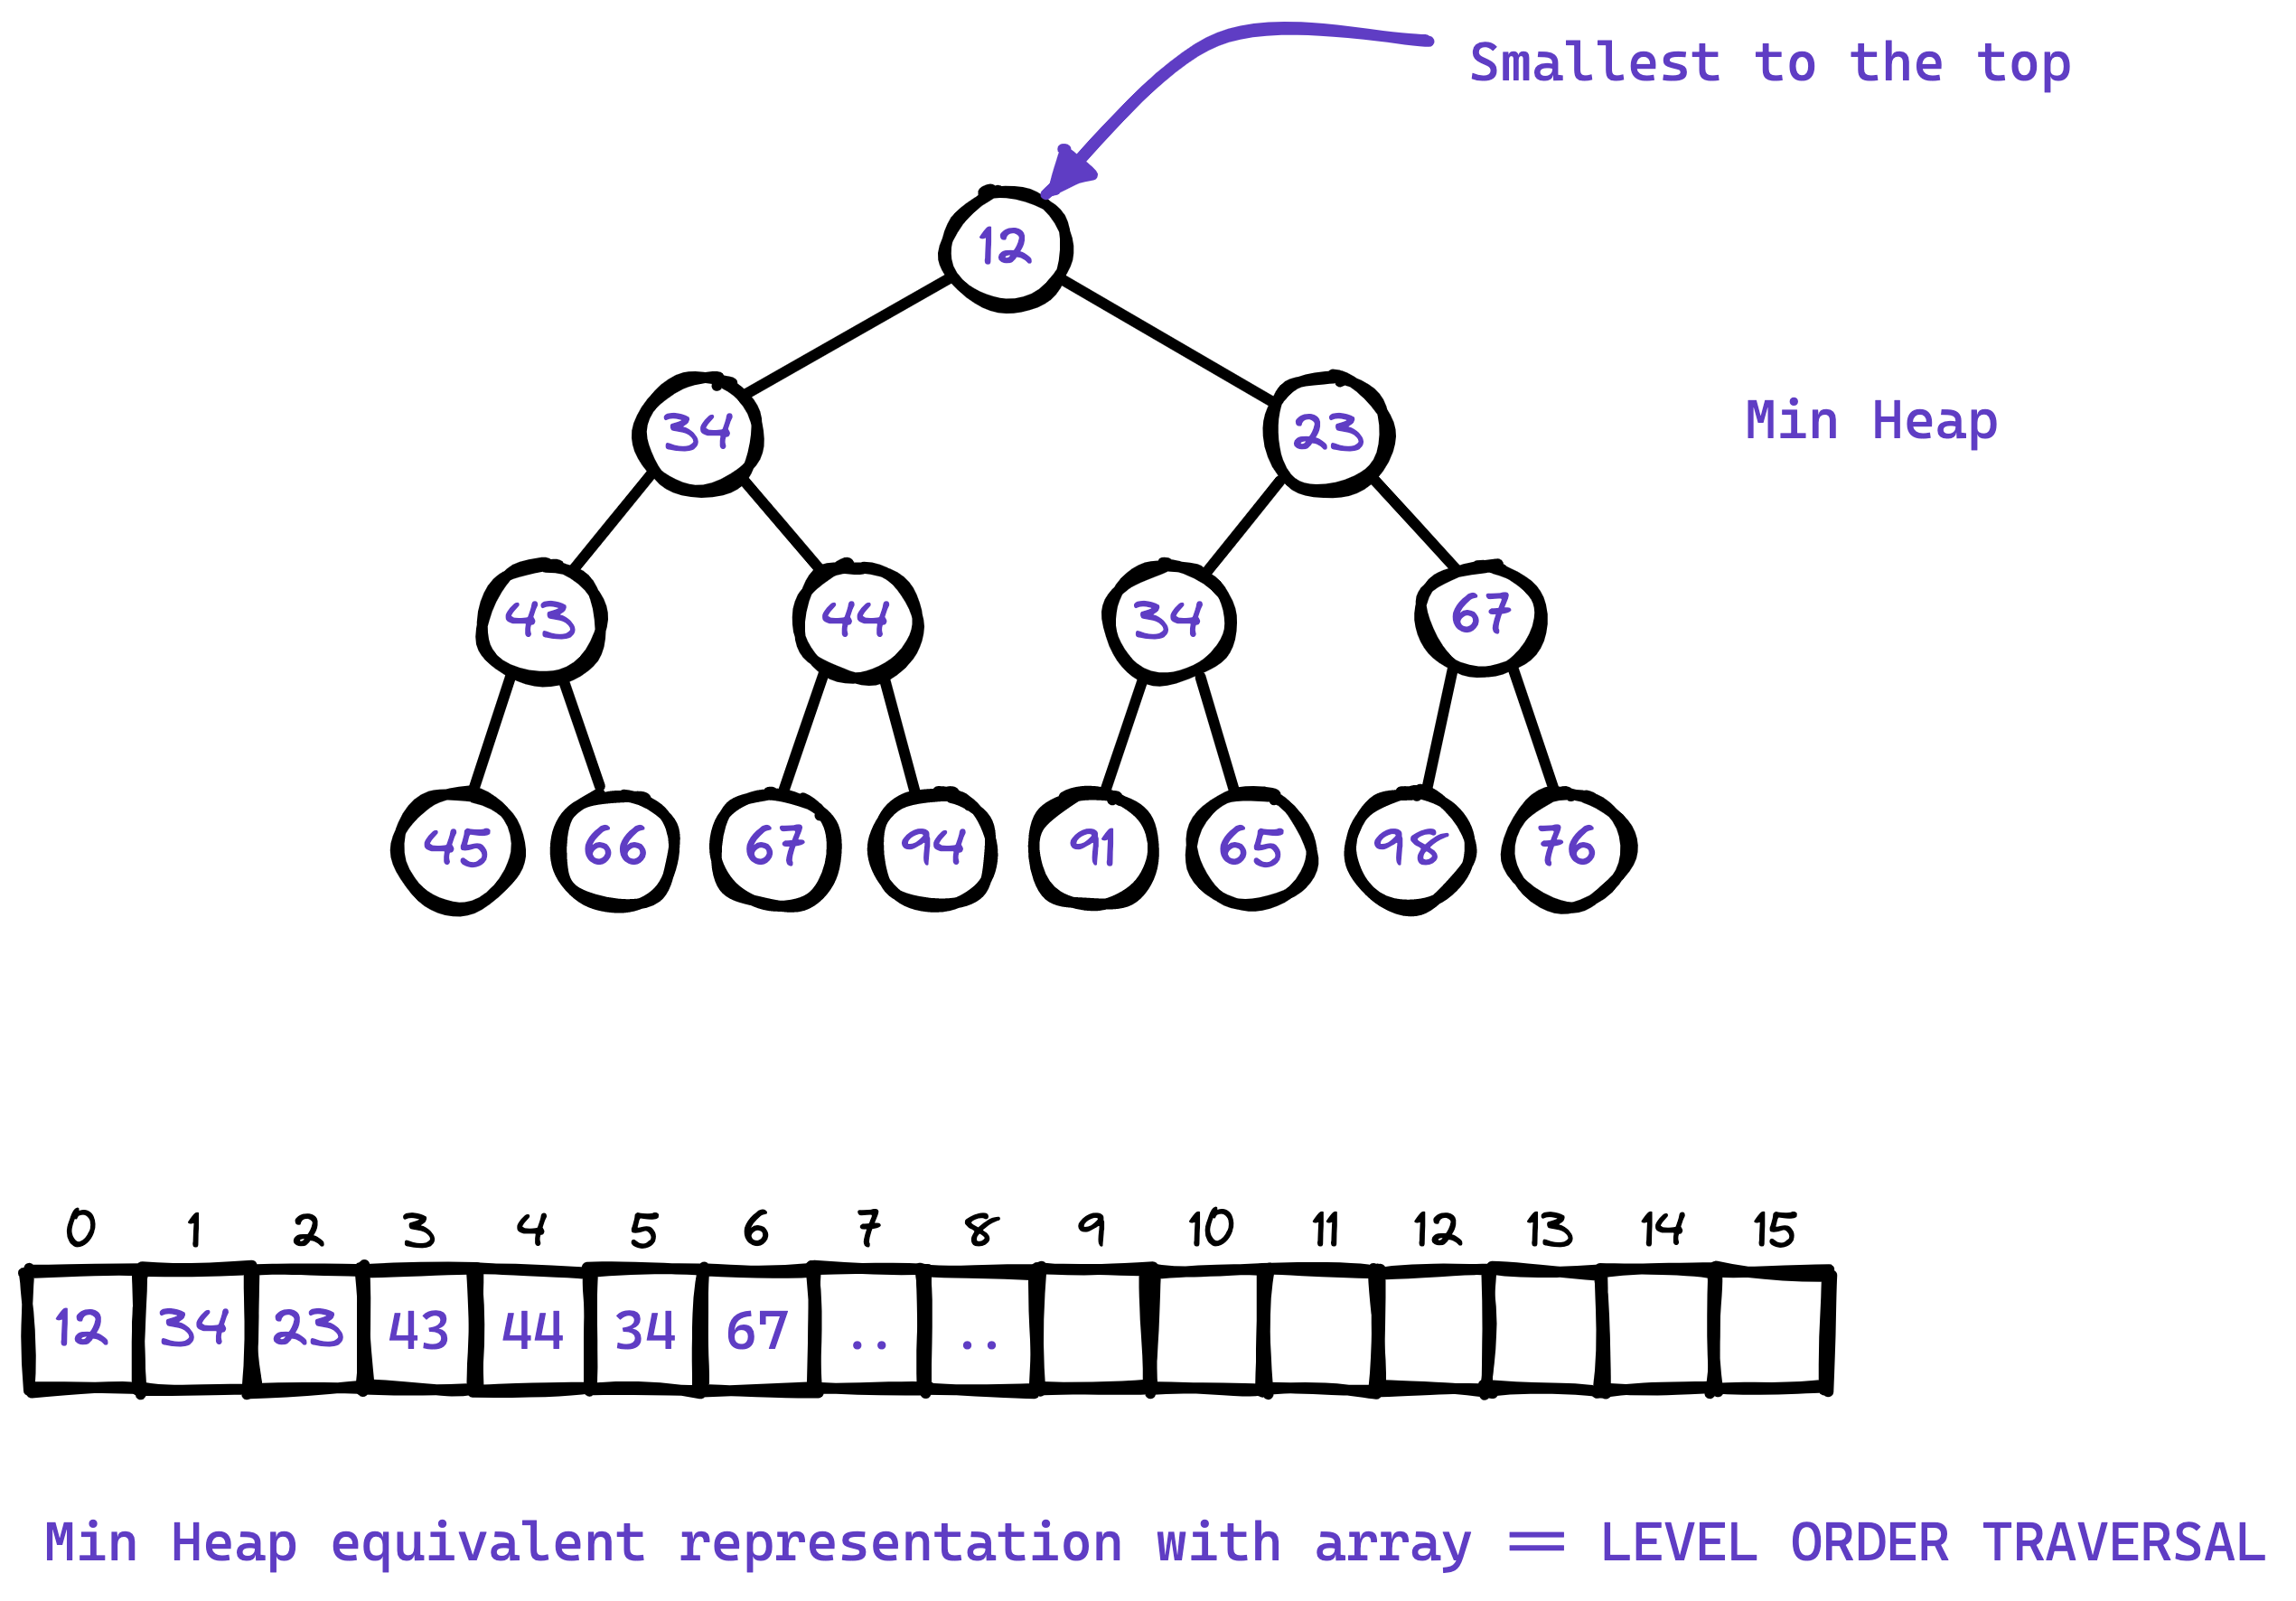 Smallest to the top
12
Min Heap
34 23
43 44 34 67
45 66 67 94 91 65 98 76
0 1 2 3 4 5 6 7 8 9 10 11 12 13 14 15
12 34 23 43 44 34 67 .. ..
Min Heap equivalent representation with array == LEVEL ORDER TRAVERSAL